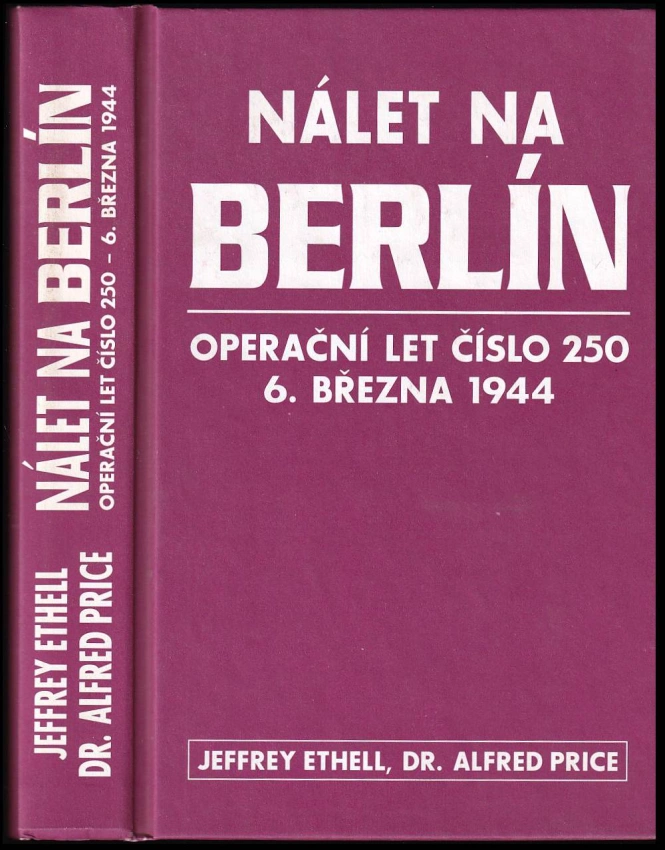 JEFFREY ETHELL
DR. ALFRED PRICE
NÁLET NA BERLÍN
OPERAČNÍ LET ČÍSLO 250 – 6. BŘEZNA 1944
NÁLET NA
BERLÍN
OPERAČNÍ LET ČÍSLO 250
6. BŘEZNA 1944
JEFFREY ETHELL, DR. ALFRED PRICE